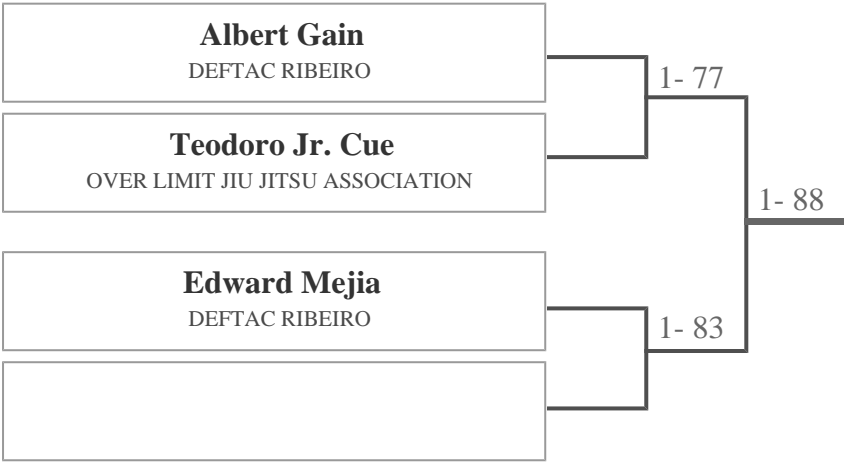 Albert Gain
DEFTAC RIBEIRO
1- 77
Teodoro Jr. Cue
OVER LIMIT JIU JITSU ASSOCIATION
1- 88
Edward Mejia
DEFTAC RIBEIRO
1- 83